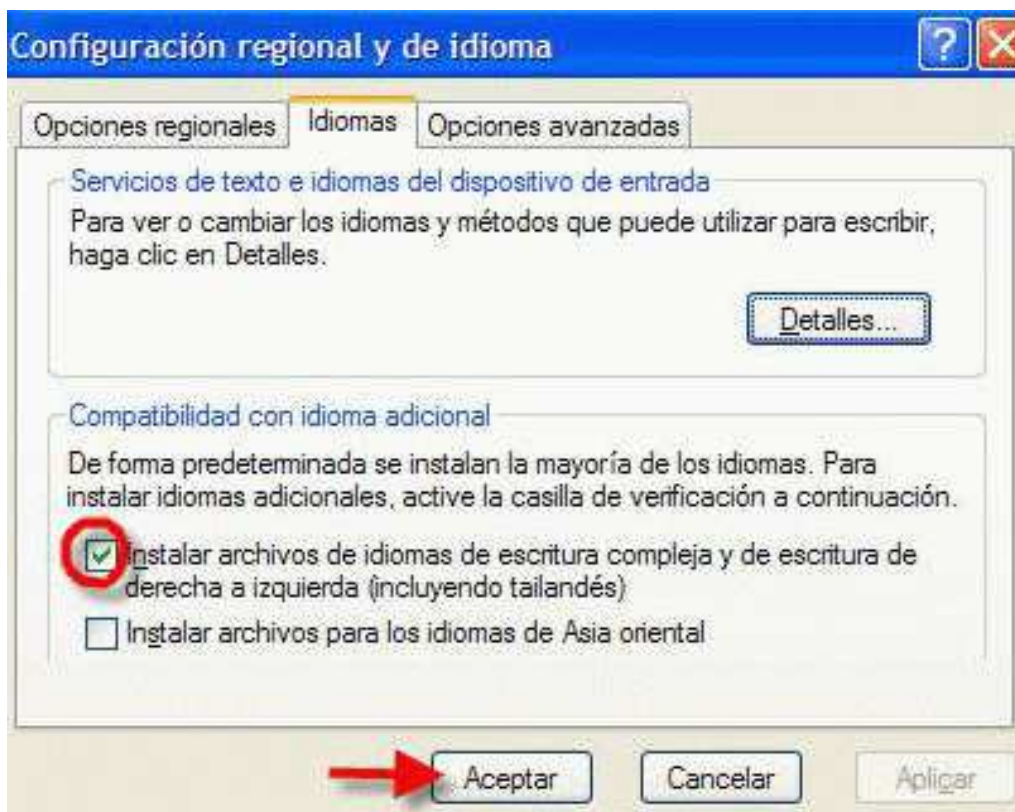 Configuración regional y de idioma
Opciones regionales
Idiomas
Opciones avanzadas
Servicios de texto e idiomas del dispositivo de entrada
Para ver o cambiar los idiomas y métodos que puede utilizar para escribir,
haga clic en Detalles.
Detalles...
Compatibilidad con idioma adicional
De forma predeterminada se instalan la mayoría de los idiomas. Para
instalar idiomas adicionales, active la casilla de verificación a continuación.
Instalar archivos de idiomas de escritura compleja y de escritura de
derecha a izquierda (incluyendo tailandés)
Instalar archivos para los idiomas de Asia oriental
Aceptar
Cancelar
Aplicar